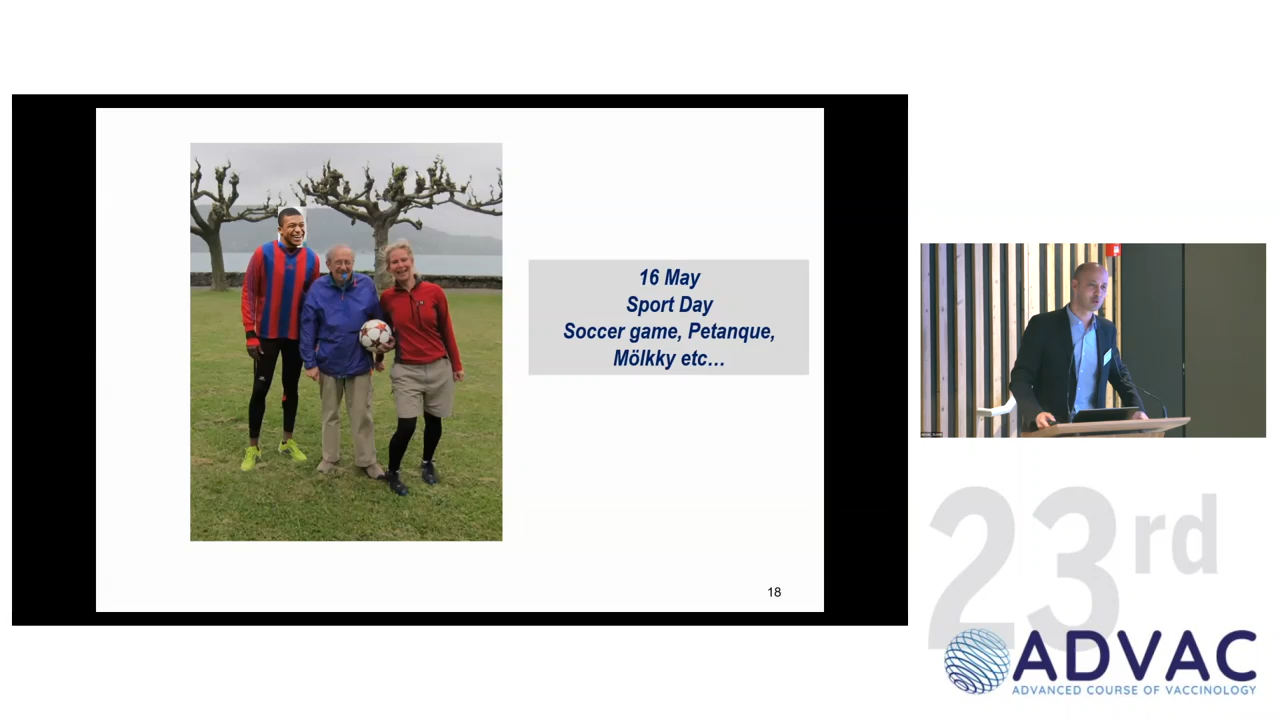 16 May
Sport Day
Soccer game, Petanque,
Mölkky etc…
18
23rd
ADVAC
ADVANCED COURSE OF VACCINOLOGY